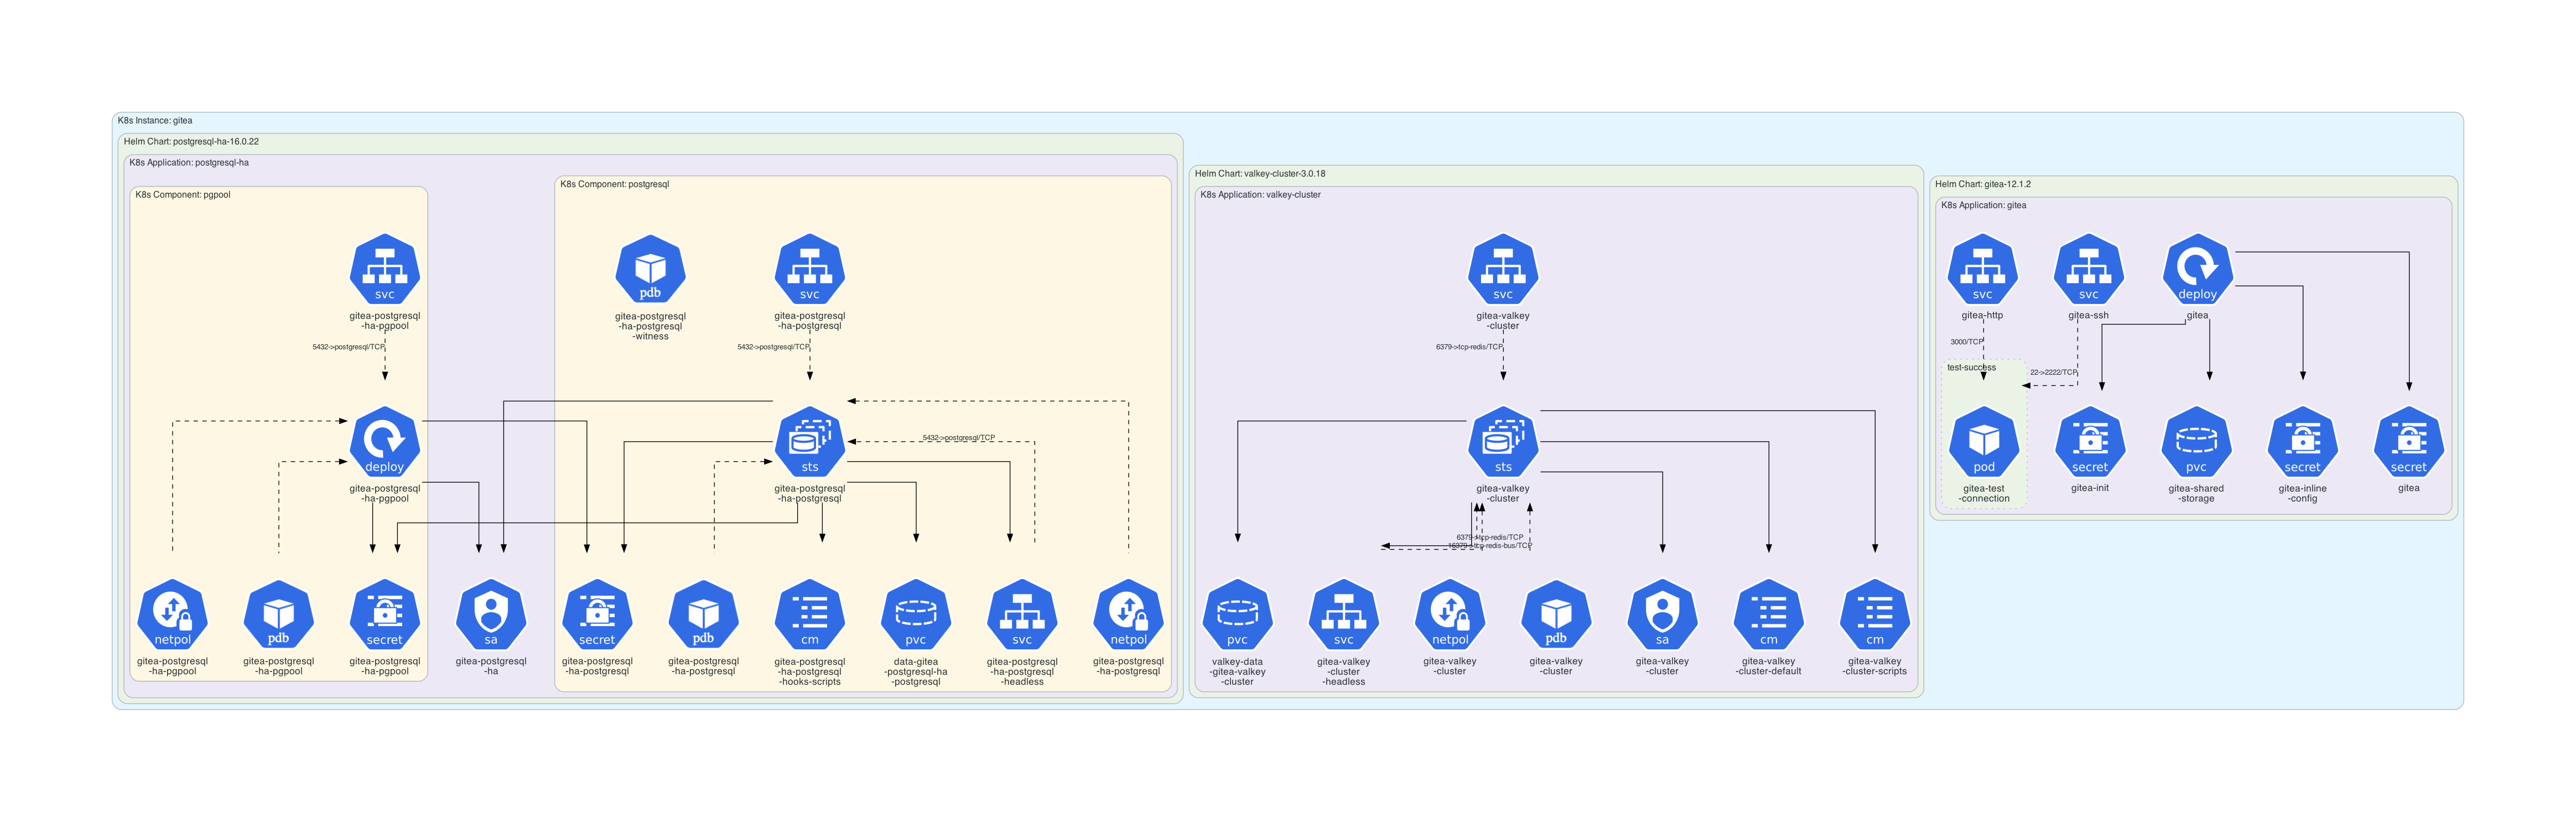 K8s Instance: gitea
Helm Chart: postgresql-ha-16.0.22
K8s Application: postgresql-ha
K8s Component: pgpool
svc
gitea-postgresql
-ha-pgpool
5432->postgresql/TCP
deploy
gitea-postgresql
-ha-pgpool
netpol
gitea-postgresql
-ha-pgpool
pdb
gitea-postgresql
-ha-pgpool
secret
gitea-postgresql
-ha-pgpool
sa
gitea-postgresql
-ha
K8s Component: postgresql
pdb
gitea-postgresql
-ha-postgresql
-witness
svc
gitea-postgresql
-ha-postgresql
5432->postgresql/TCP
sts
gitea-postgresql
-ha-postgresql
5432->postgresql/TCP
secret
gitea-postgresql
-ha-postgresql
pdb
gitea-postgresql
-ha-postgresql
cm
gitea-postgresql
-ha-postgresql
-hooks-scripts
pvc
data-gitea
-postgresql-ha
-postgresql
svc
gitea-postgresql
-ha-postgresql
-headless
netpol
gitea-postgresql
-ha-postgresql
Helm Chart: valkey-cluster-3.0.18
K8s Application: valkey-cluster
svc
gitea-valkey
-cluster
6379->tcp-redis/TCP
sts
gitea-valkey
-cluster
6379->tcp-redis/TCP
16379->tcp-redis-bus/TCP
pvc
valkey-data
-gitea-valkey
-cluster
svc
gitea-valkey
-cluster
-headless
netpol
gitea-valkey
-cluster
pdb
gitea-valkey
-cluster
sa
gitea-valkey
-cluster
cm
gitea-valkey
-cluster-default
cm
gitea-valkey
-cluster-scripts
Helm Chart: gitea-12.1.2
K8s Application: gitea
svc
gitea-http
svc
gitea-ssh
deploy
gitea
3000/TCP
22->2222/TCP
test-success
pod
gitea-test
-connection
secret
gitea-init
pvc
gitea-shared
-storage
secret
gitea-inline
-config
secret
gitea